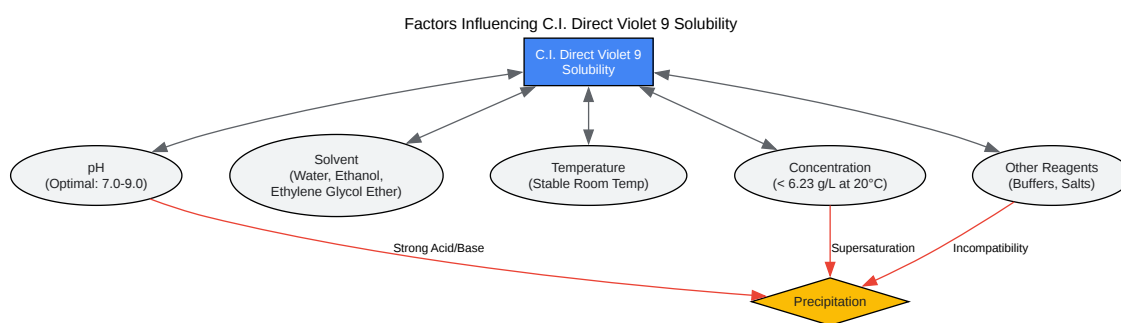 Factors Influencing C.I. Direct Violet 9 Solubility
C.I. Direct Violet 9
Solubility
pH
(Optimal: 7.0-9.0)
Solvent
(Water, Ethanol,
Ethylene Glycol Ether)
Temperature
(Stable Room Temp)
Concentration
(< 6.23 g/L at 20°C)
Other Reagents
(Buffers, Salts)
Strong Acid/Base
Supersaturation
Incompatibility
Precipitation